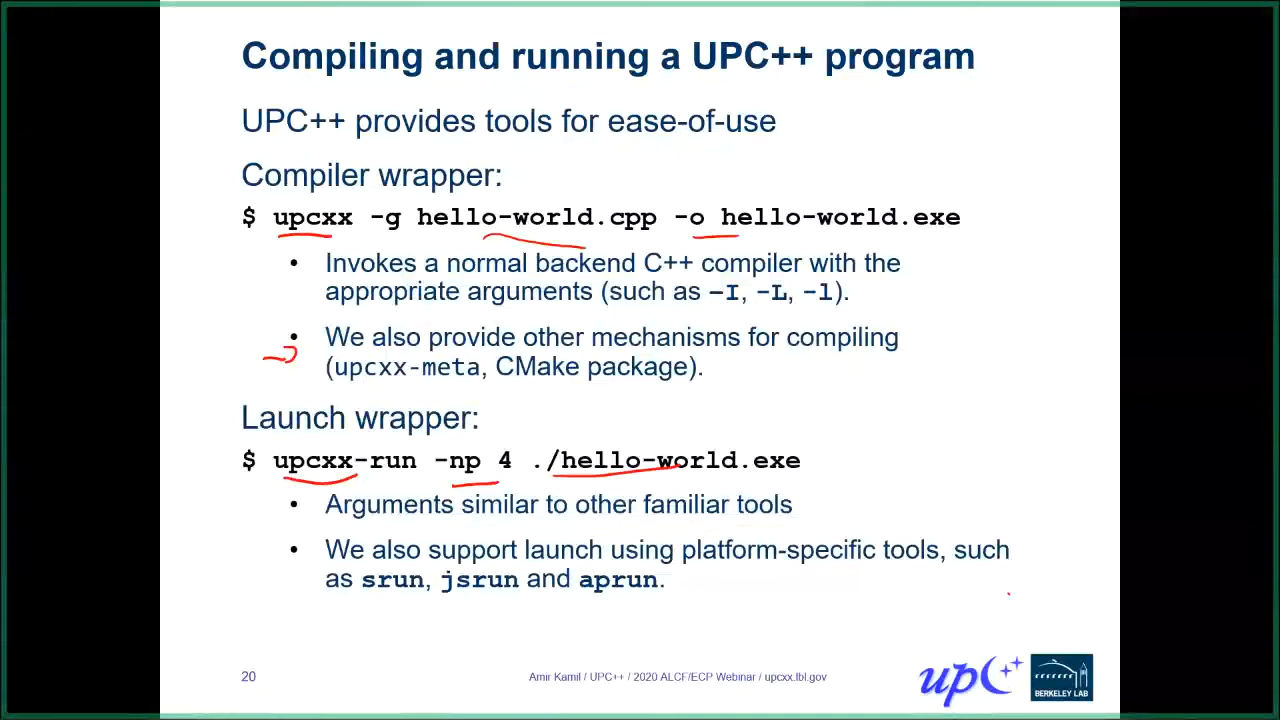 Compiling and running a UPC++ program
UPC++ provides tools for ease-of-use
Compiler wrapper:
$ upcxx -g hello-world.cpp -o hello-world.exe
• Invokes a normal backend C++ compiler with the
appropriate arguments (such as –I, -L, -l).
• We also provide other mechanisms for compiling
(upcxx-meta, CMake package).
Launch wrapper:
$ upcxx-run -np 4 ./hello-world.exe
• Arguments similar to other familiar tools
• We also support launch using platform-specific tools, such
as srun, jsrun and aprun.
20
Amir Kamil / UPC++ / 2020 ALCF/ECP Webinar / upcxx.lbl.gov
upC++
BERKELEY LAB